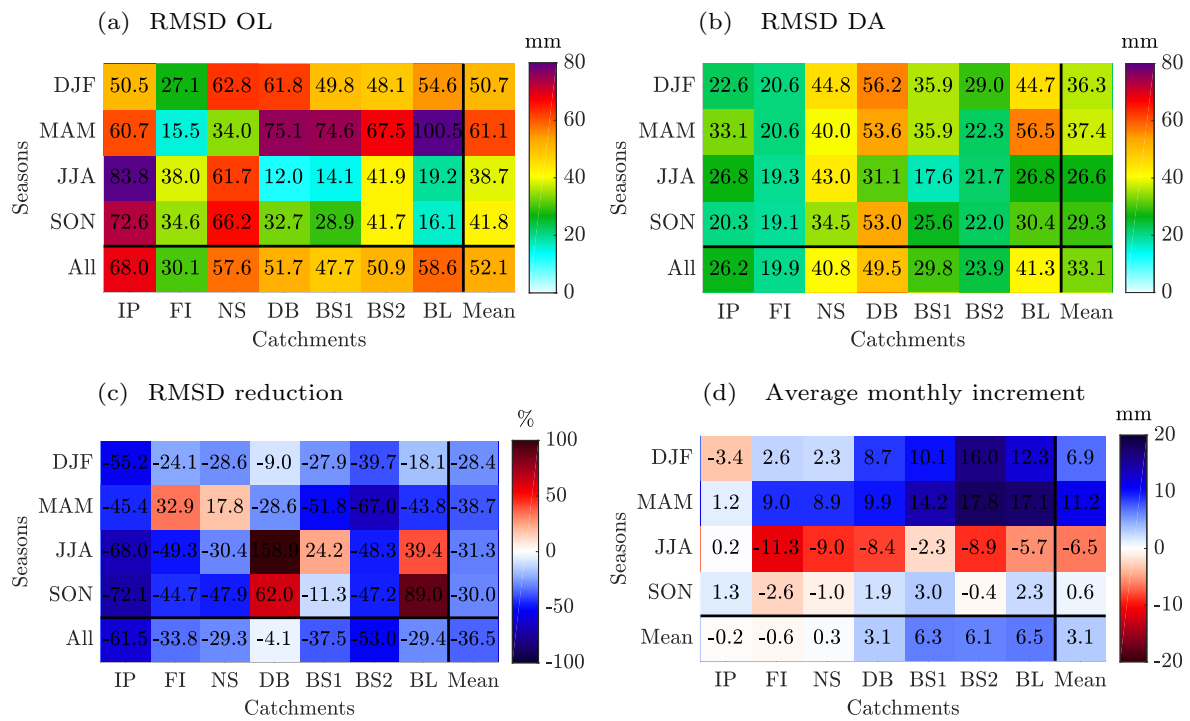 (a) RMSD OL
mm
DJF 50.5 27.1 62.8 61.8 49.8 48.1 54.6 50.7
MAM 60.7 15.5 34.0 75.1 74.6 67.5 100.5 61.1
JJA 83.8 38.0 61.7 12.0 14.1 41.9 19.2 38.7
SON 72.6 34.6 66.2 32.7 28.9 41.7 16.1 41.8
All 68.0 30.1 57.6 51.7 47.7 50.9 58.6 52.1
IP FI NS DB BS1 BS2 BL Mean
Catchments
Seasons
80
60
40
20
0
(b) RMSD DA
mm
DJF 22.6 20.6 44.8 56.2 35.9 29.0 44.7 36.3
MAM 33.1 20.6 40.0 53.6 35.9 22.3 56.5 37.4
JJA 26.8 19.3 43.0 31.1 17.6 21.7 26.8 26.6
SON 20.3 19.1 34.5 53.0 25.6 22.0 30.4 29.3
All 26.2 19.9 40.8 49.5 29.8 23.9 41.3 33.1
IP FI NS DB BS1 BS2 BL Mean
Catchments
Seasons
80
60
40
20
0
(c) RMSD reduction
%
DJF -55.2 -24.1 -28.6 -9.0 -27.9 -39.7 -18.1 -28.4
MAM -45.4 32.9 17.8 -28.6 -51.8 -67.0 -43.8 -38.7
JJA -68.0 -49.3 -30.4 158.9 24.2 -48.3 39.4 -31.3
SON -72.1 -44.7 -47.9 62.0 -11.3 -47.2 89.0 -30.0
All -61.5 -33.8 -29.3 -4.1 -37.5 -53.0 -29.4 -36.5
IP FI NS DB BS1 BS2 BL Mean
Catchments
Seasons
100
50
0
-50
-100
(d) Average monthly increment
mm
DJF -3.4 2.6 2.3 8.7 10.1 16.0 12.3 6.9
MAM 1.2 9.0 8.9 9.9 14.2 17.8 17.1 11.2
JJA 0.2 -11.3 -9.0 -8.4 -2.3 -8.9 -5.7 -6.5
SON 1.3 -2.6 -1.0 1.9 3.0 -0.4 2.3 0.6
Mean -0.2 -0.6 0.3 3.1 6.3 6.1 6.5 3.1
IP FI NS DB BS1 BS2 BL Mean
Catchments
Seasons
20
10
0
-10
-20